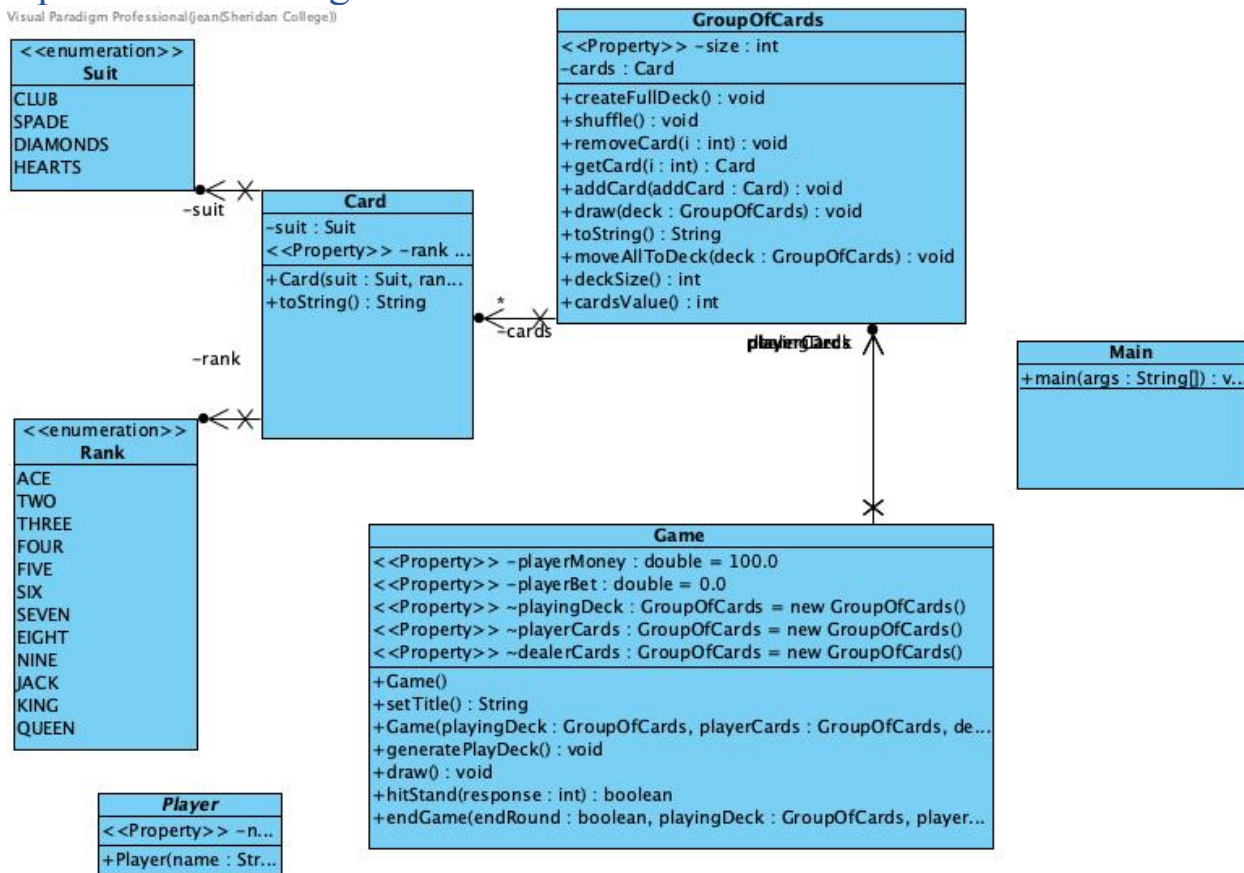 Visual Paradigm Professional(jean(Sheridan College))
<<enumeration>>
Suit
CLUB
SPADE
DIAMONDS
HEARTS
-suit
Card
-suit : Suit
<<Property>> -rank ...
+Card(suit : Suit, ran...
+toString() : String
-rank
<<enumeration>>
Rank
ACE
TWO
THREE
FOUR
FIVE
SIX
SEVEN
EIGHT
NINE
JACK
KING
QUEEN
GroupOfCards
<<Property>> -size : int
-cards : Card
+createFullDeck() : void
+shuffle() : void
+removeCard(i : int) : void
+getCard(i : int) : Card
+addCard(addCard : Card) : void
+draw(deck : GroupOfCards) : void
+toString() : String
+moveAllToDeck(deck : GroupOfCards) : void
+deckSize() : int
+cardsValue() : int
*
-cards
Main
+main(args : String[]) : v...
Game
<<Property>> -playerMoney : double = 100.0
<<Property>> -playerBet : double = 0.0
<<Property>> ~playingDeck : GroupOfCards = new GroupOfCards()
<<Property>> ~playerCards : GroupOfCards = new GroupOfCards()
<<Property>> ~dealerCards : GroupOfCards = new GroupOfCards()
+Game()
+setTitle() : String
+Game(playingDeck : GroupOfCards, playerCards : GroupOfCards, de...
+generatePlayDeck() : void
+draw() : void
+hitStand(response : int) : boolean
+endGame(endRound : boolean, playingDeck : GroupOfCards, player...
Player
<<Property>> -n...
+Player(name : Str...